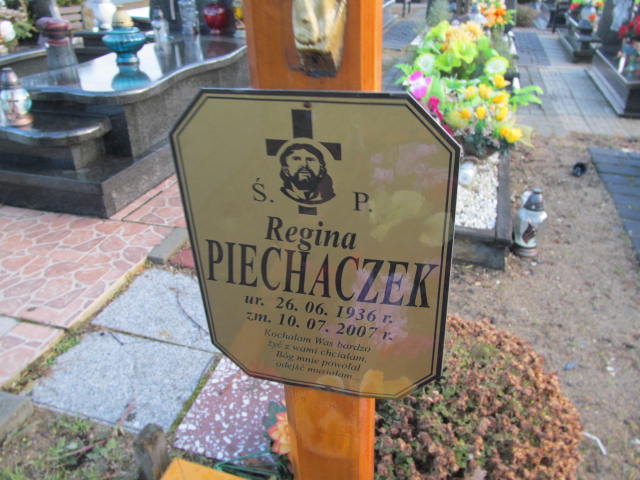 Ś. P.
Regina
PIECHACZEK
ur. 26. 06. 1936 r.
zm. 10. 07. 2007 r.
Kochałam Was bardzo
żyć z wami chciałam.
Bóg mnie powołał
odejść musiałam...